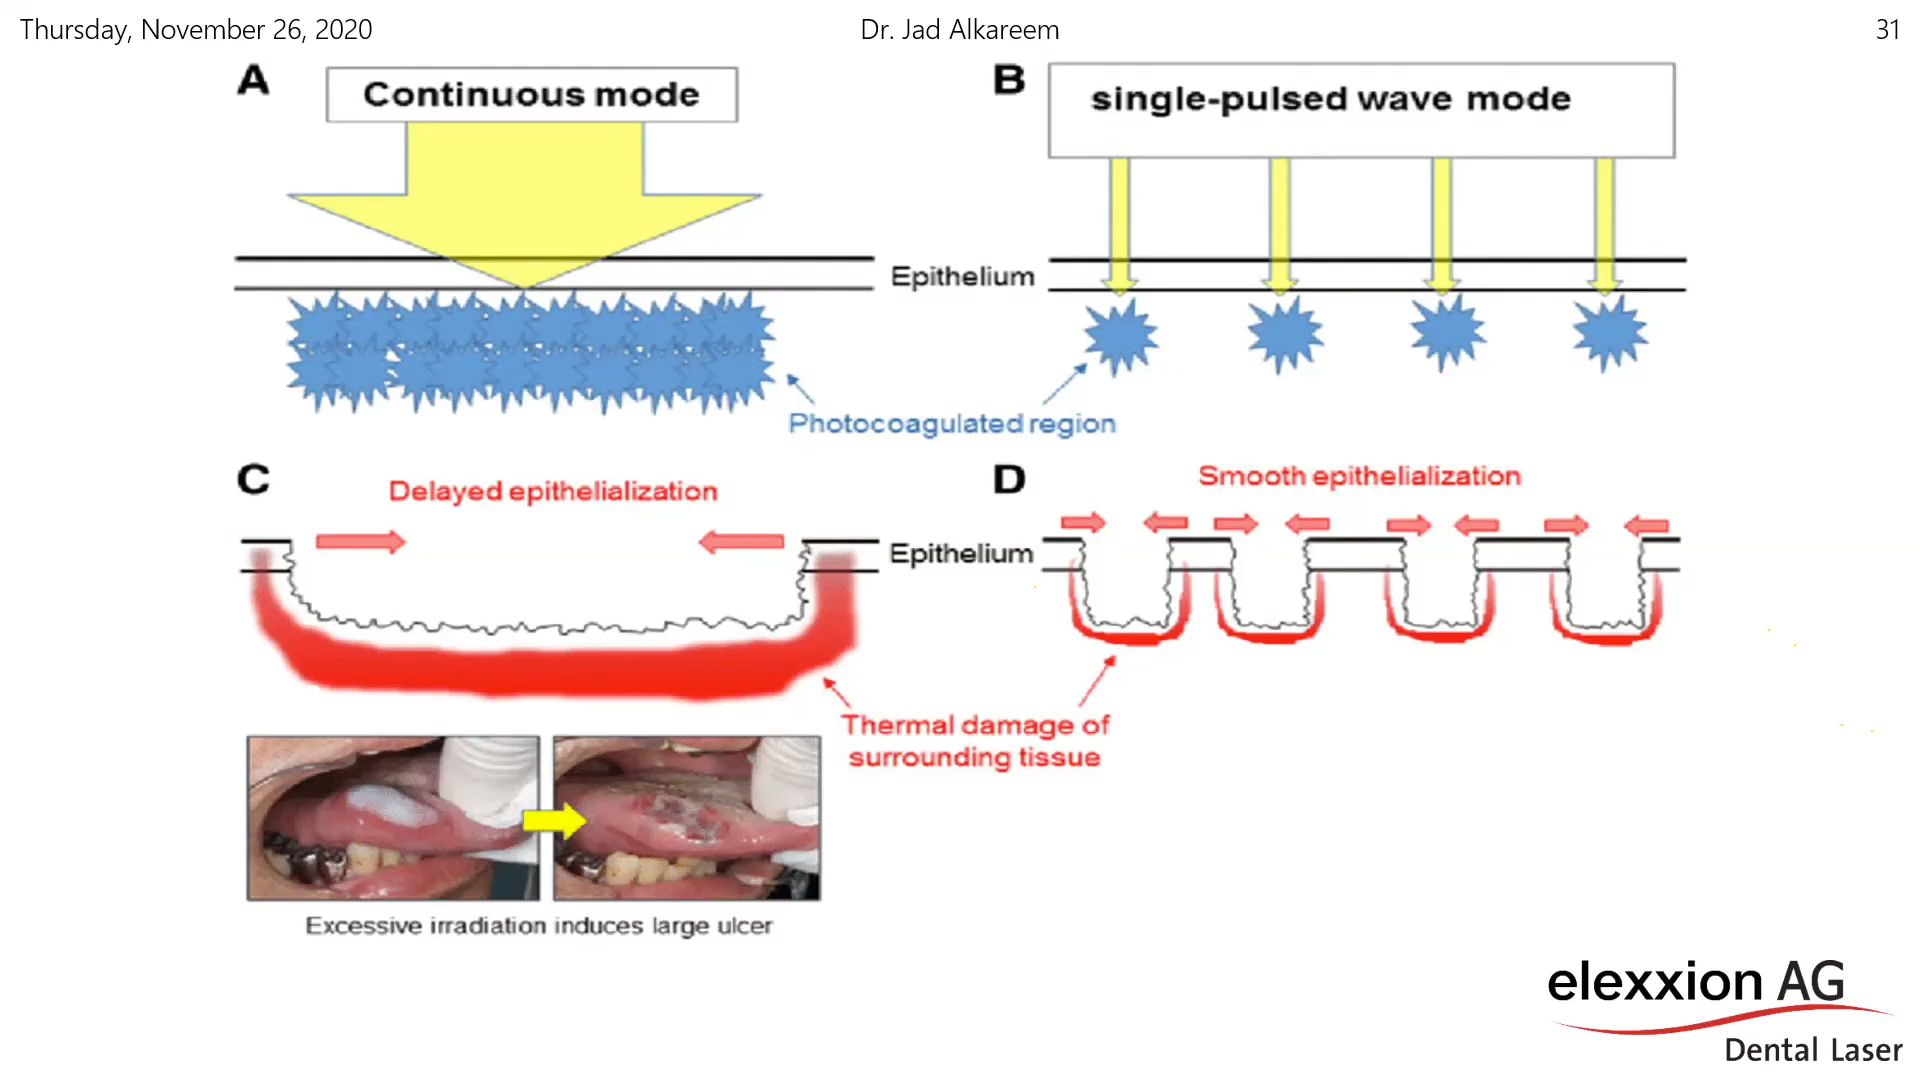 Thursday, November 26, 2020
Dr. Jad Alkareem
31
A
Continuous mode
B
single-pulsed wave mode
Epithelium
Photocoagulated region
C
Delayed epithelialization
D
Smooth epithelialization
Epithelium
Thermal damage of
surrounding tissue
Excessive irradiation induces large ulcer
elexxion AG
Dental Laser